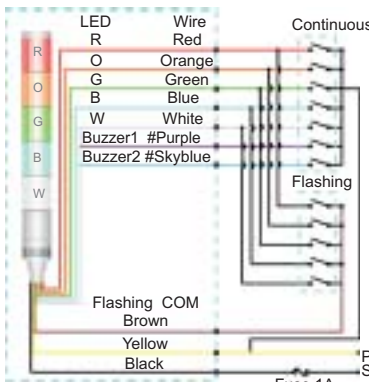 LED Wire
R Red
Continuous
O Orange
G Green
B Blue
W White
Buzzer1 #Purple
Buzzer2 #Skyblue
Flashing
R
O
G
B
W
Flashing COM
Brown
Yellow
Black
P
S
Fuse 1A